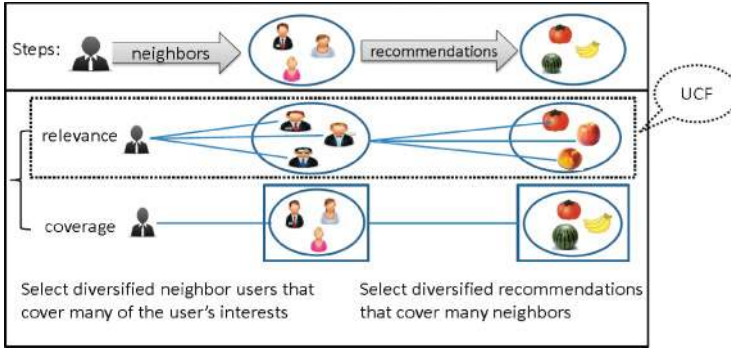 Steps:
neighbors
recommendations
UCF
relevance
coverage
Select diversified neighbor users that
cover many of the user's interests
Select diversified recommendations
that cover many neighbors